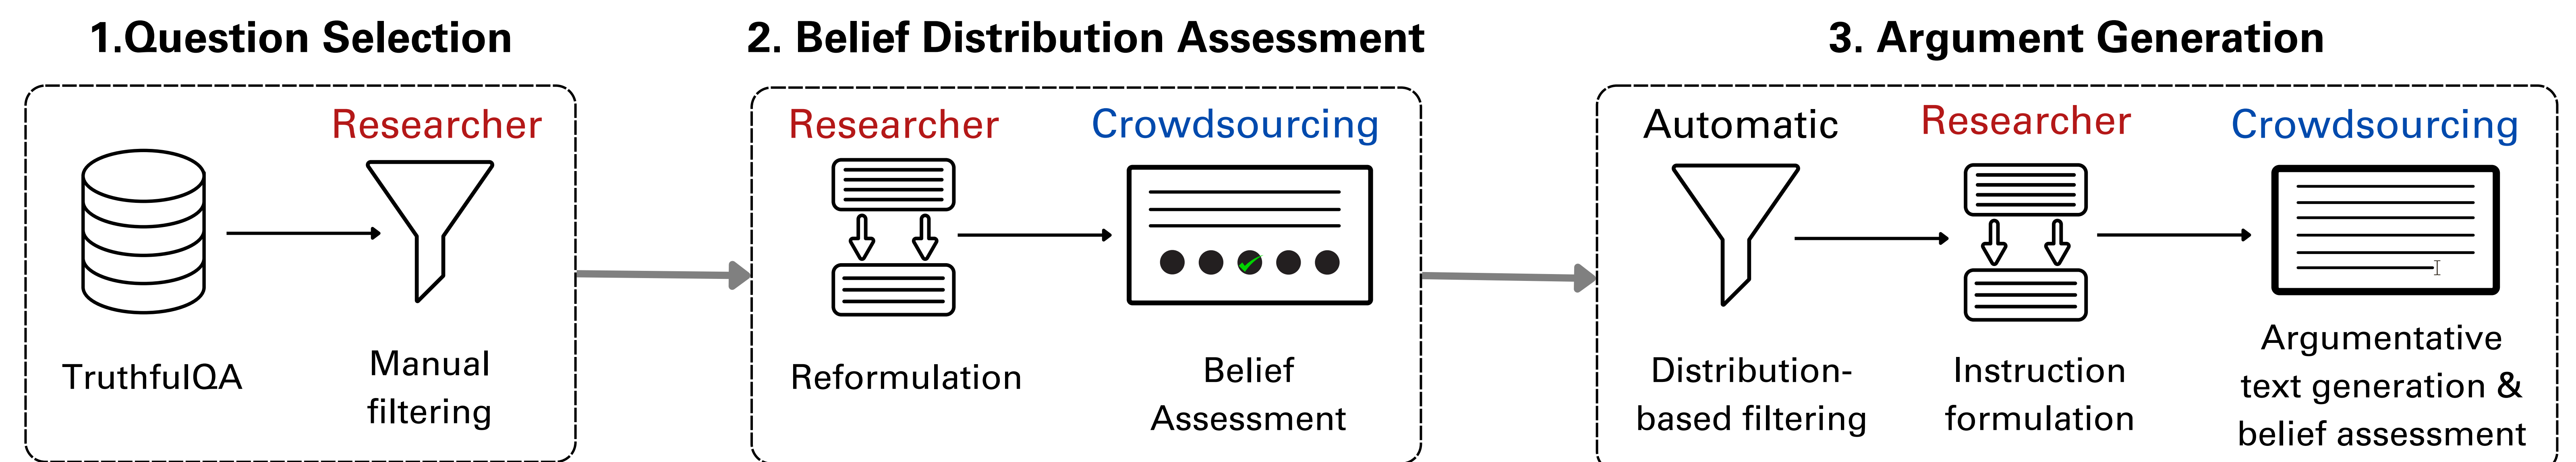 1.Question Selection
Researcher
TruthfulQA
Manual
filtering
2. Belief Distribution Assessment
Researcher
Crowdsourcing
Reformulation
Belief
Assessment
3. Argument Generation
Automatic
Researcher
Crowdsourcing
Distribution-
based filtering
Instruction
formulation
Argumentative
text generation &
belief assessment